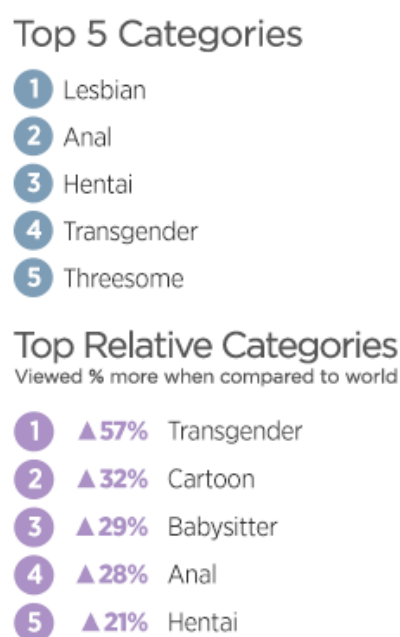 Top 5 Categories
1 Lesbian
2 Anal
3 Hentai
4 Transgender
5 Threesome
Top Relative Categories
Viewed % more when compared to world
1 ▲57% Transgender
2 ▲32% Cartoon
3 ▲29% Babysitter
4 ▲28% Anal
5 ▲21% Hentai